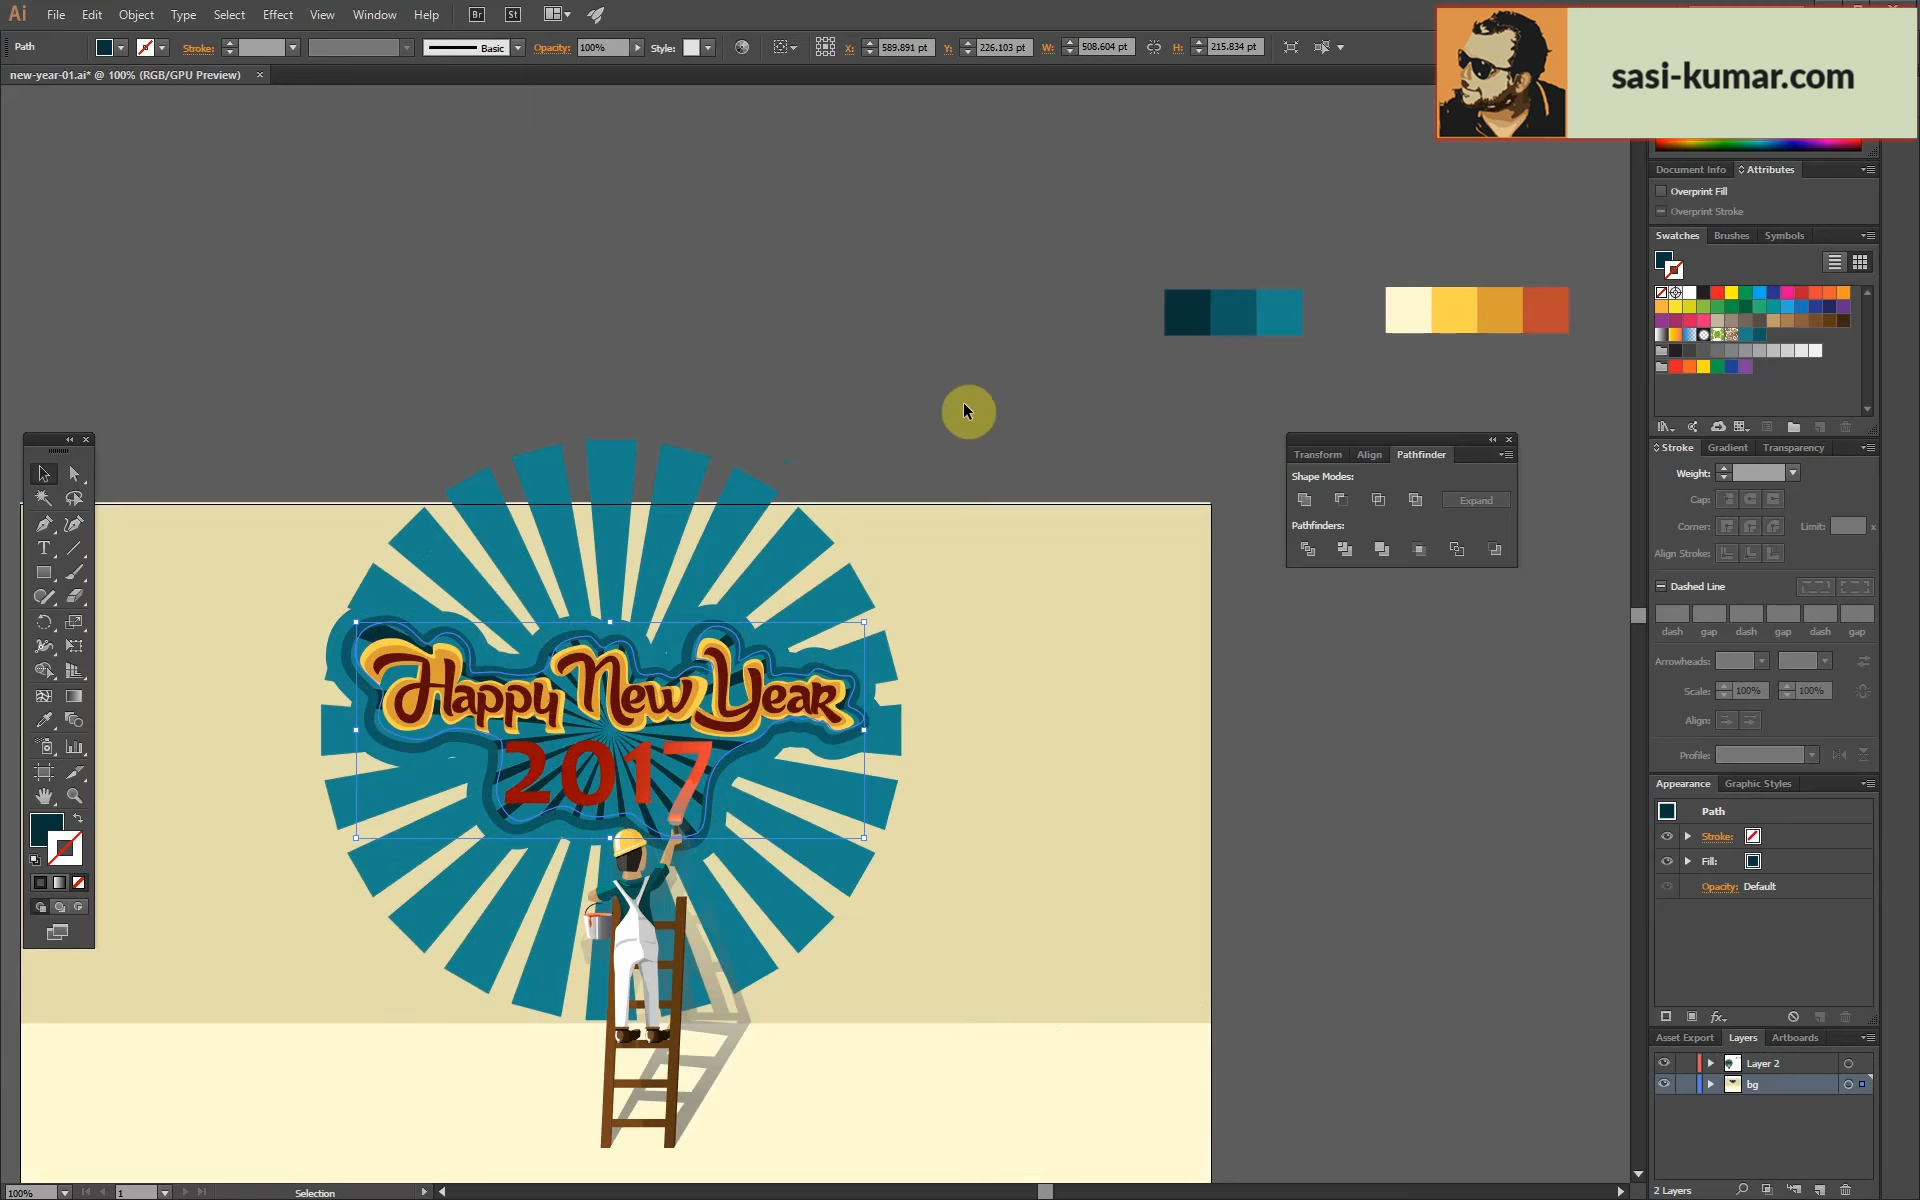 Ai File Edit Object Type Select Effect View Window Help Br St
Path Stroke: Basic Opacity: 100% Style: X: 589.891 pt Y: 226.103 pt W: 508.604 pt H: 215.834 pt
new-year-01.ai* @ 100% (RGB/GPU Preview)
sasi-kumar.com
Document Info Attributes
Overprint Fill
Overprint Stroke
Swatches Brushes Symbols
Transform Align Pathfinder
Shape Modes:
Expand
Pathfinders:
Stroke Gradient Transparency
Weight:
Cap:
Corner: Limit: x
Align Stroke:
Dashed Line
dash gap dash gap dash gap
Arrowheads:
Scale: 100% 100%
Align:
Profile:
Happy New Year
2017
Appearance Graphic Styles
Path
Stroke:
Fill:
Opacity: Default
fx
Asset Export Layers Artboards
Layer 2
bg
2 Layers
100% 1 Selection